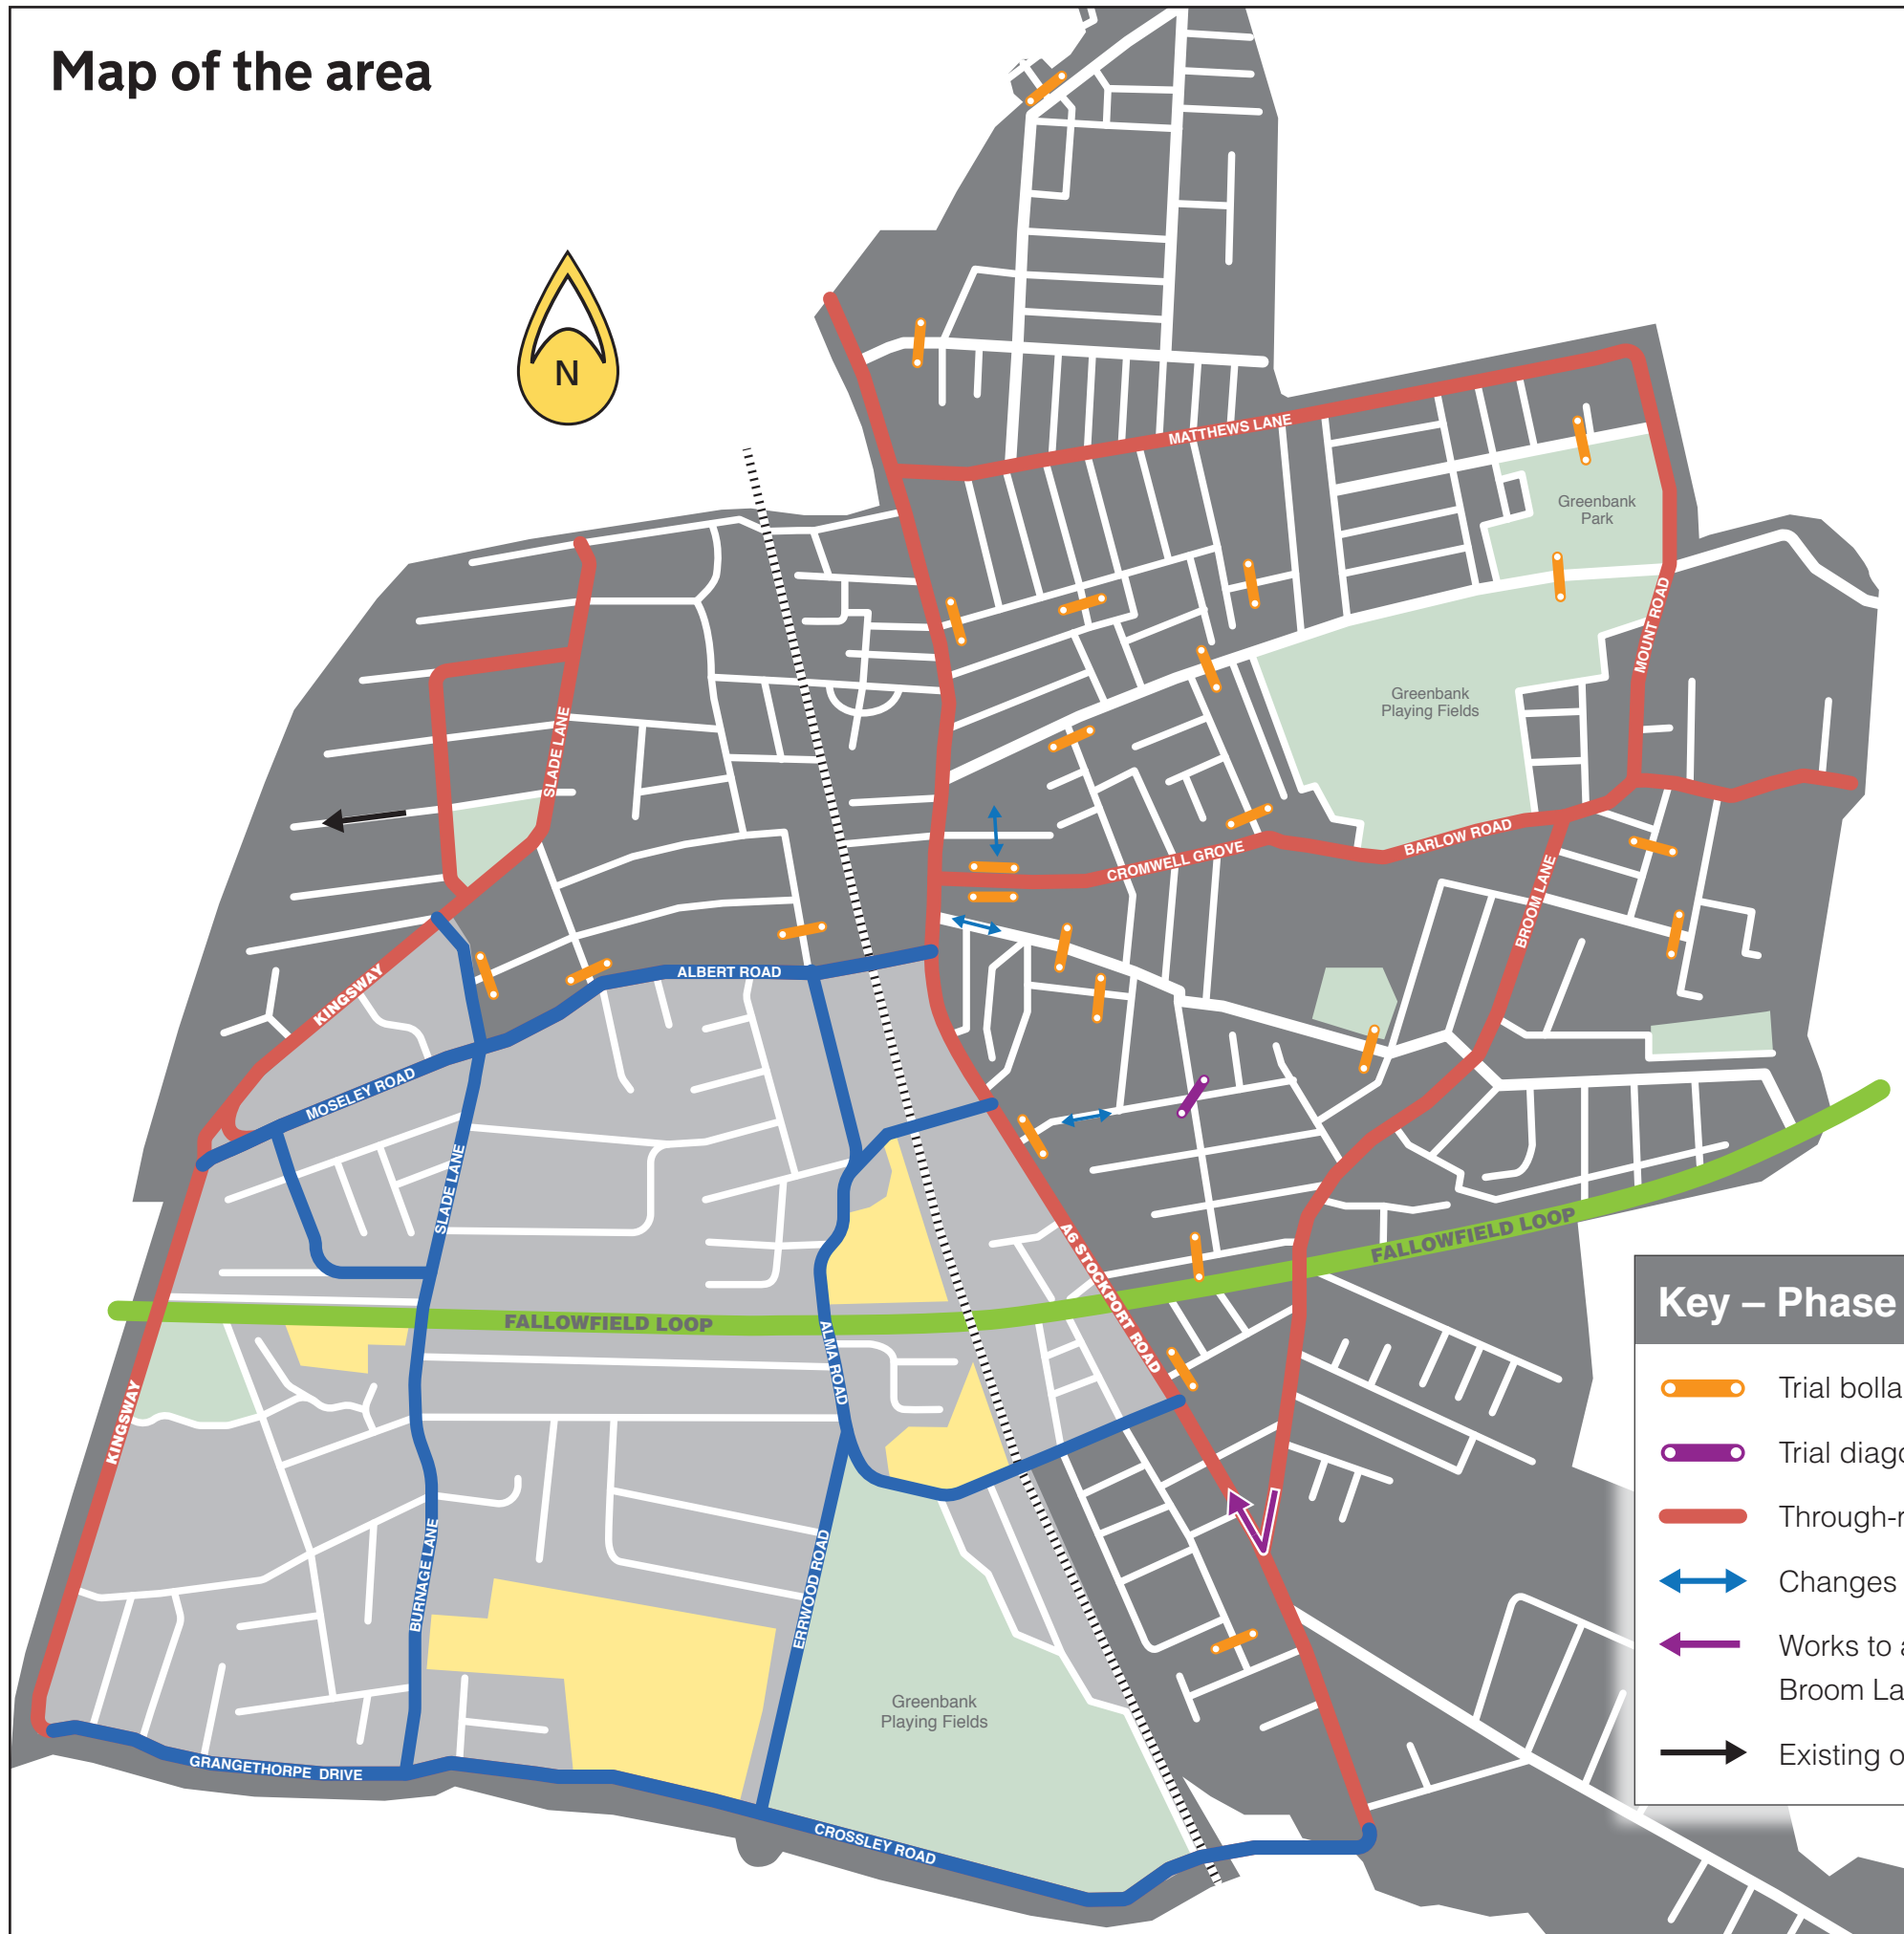 Map of the area
N
MATTHEWS LANE
Greenbank
Park
MOUNT ROAD
Greenbank
Playing Fields
SLADE LANE
CROMWELL GROVE
BARLOW ROAD
BROOM LANE
ALBERT ROAD
KINGSWAY
MOSELEY ROAD
SLADE LANE
A6 STOCKPORT ROAD
FALLOWFIELD LOOP
FALLOWFIELD LOOP
ALMA ROAD
KINGSWAY
BURNAGE LANE
ERRWOOD ROAD
Greenbank
Playing Fields
GRANGETHORPE DRIVE
CROSSLEY ROAD
Key – Phase
Trial bolla
Trial diago
Through-r
Changes
Works to a
Broom La
Existing o